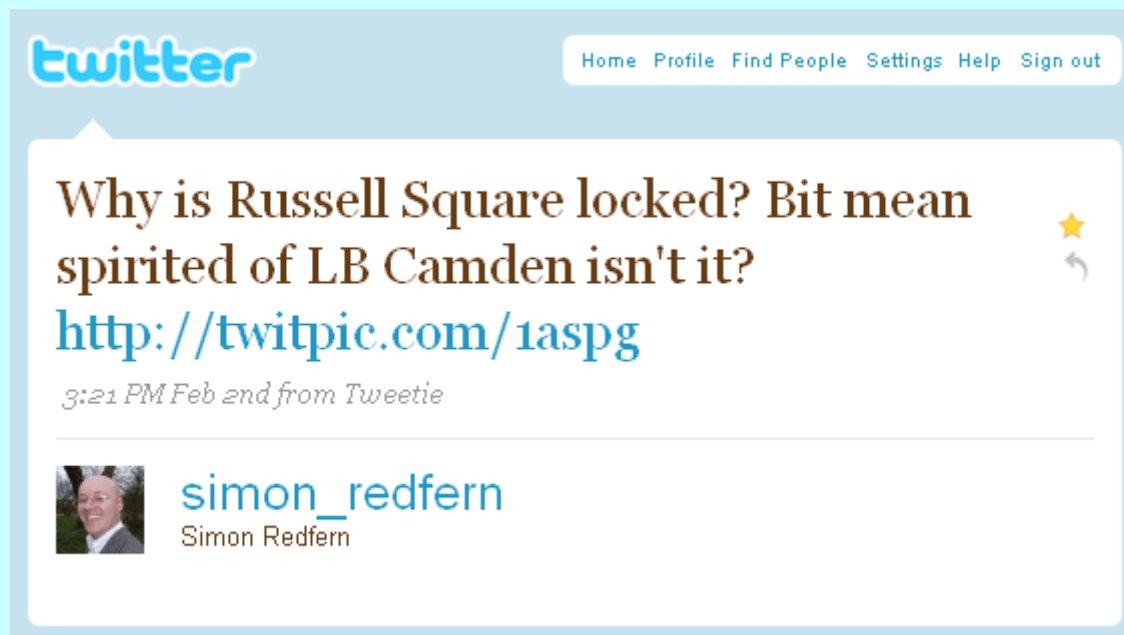 twitter
Home Profile Find People Settings Help Sign out
Why is Russell Square locked? Bit mean
spirited of LB Camden isn't it?
http://twitpic.com/1aspg
3:21 PM Feb 2nd from Tweetie
simon_redfern
Simon Redfern